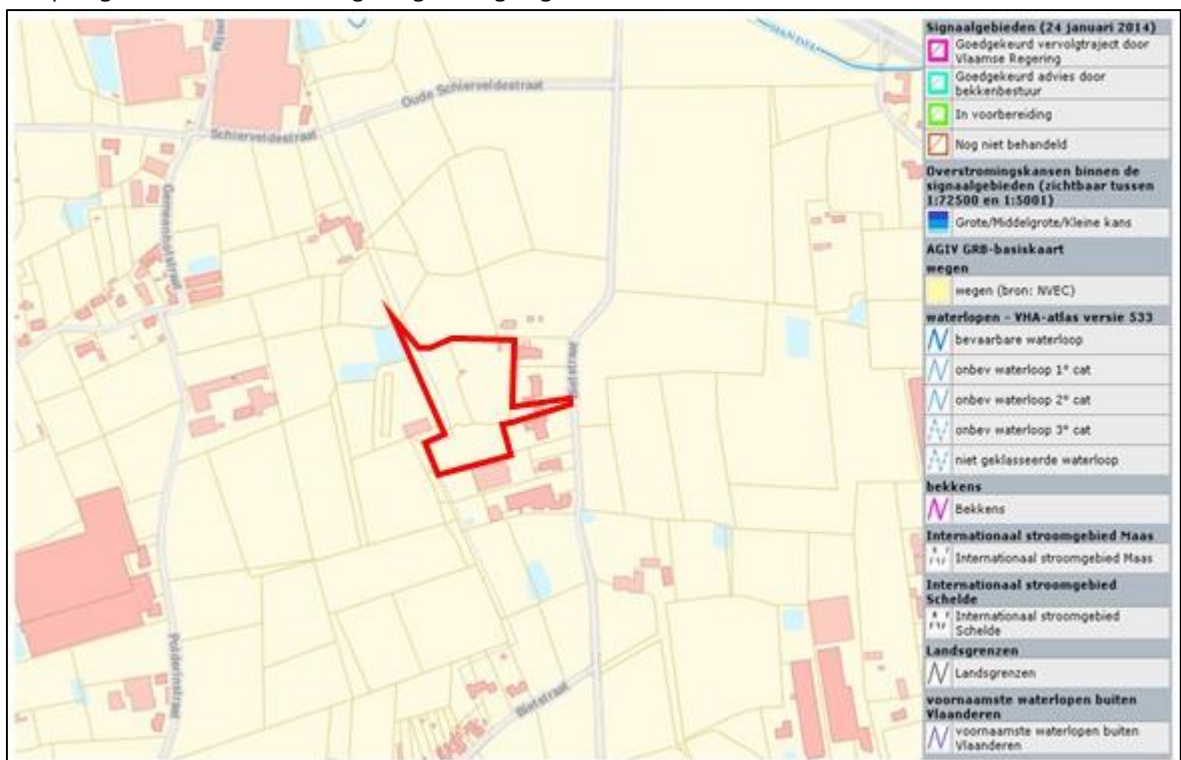 MANDEL
Oude Schierveldestraat
Schierveldestraat
Gemeenhofstraat
Bietstraat
Polderinstraat
Bietstraat
Signaalgebieden (24 januari 2014)
Goedgekeurd vervolgtraject door
Vlaamse Regering
Goedgekeurd advies door
bekkenbestuur
In voorbereiding
Nog niet behandeld
Overstromingskansen binnen de
signaalgebieden (zichtbaar tussen
1:72500 en 1:5001)
Grote/Middelgrote/Kleine kans
AGIV GRB-basiskaart
wegen
wegen (bron: NVEC)
waterlopen - VHA-atlas versie 533
bevaarbare waterloop
onbev waterloop 1° cat
onbev waterloop 2° cat
onbev waterloop 3° cat
niet geklasseerde waterloop
bekkens
Bekkens
Internationaal stroomgebied Maas
Internationaal stroomgebied Maas
Internationaal stroomgebied
Schelde
Internationaal stroomgebied
Schelde
Landsgrenzen
Landsgrenzen
voornaamste waterlopen buiten
Vlaanderen
voornaamste waterlopen buiten
Vlaanderen